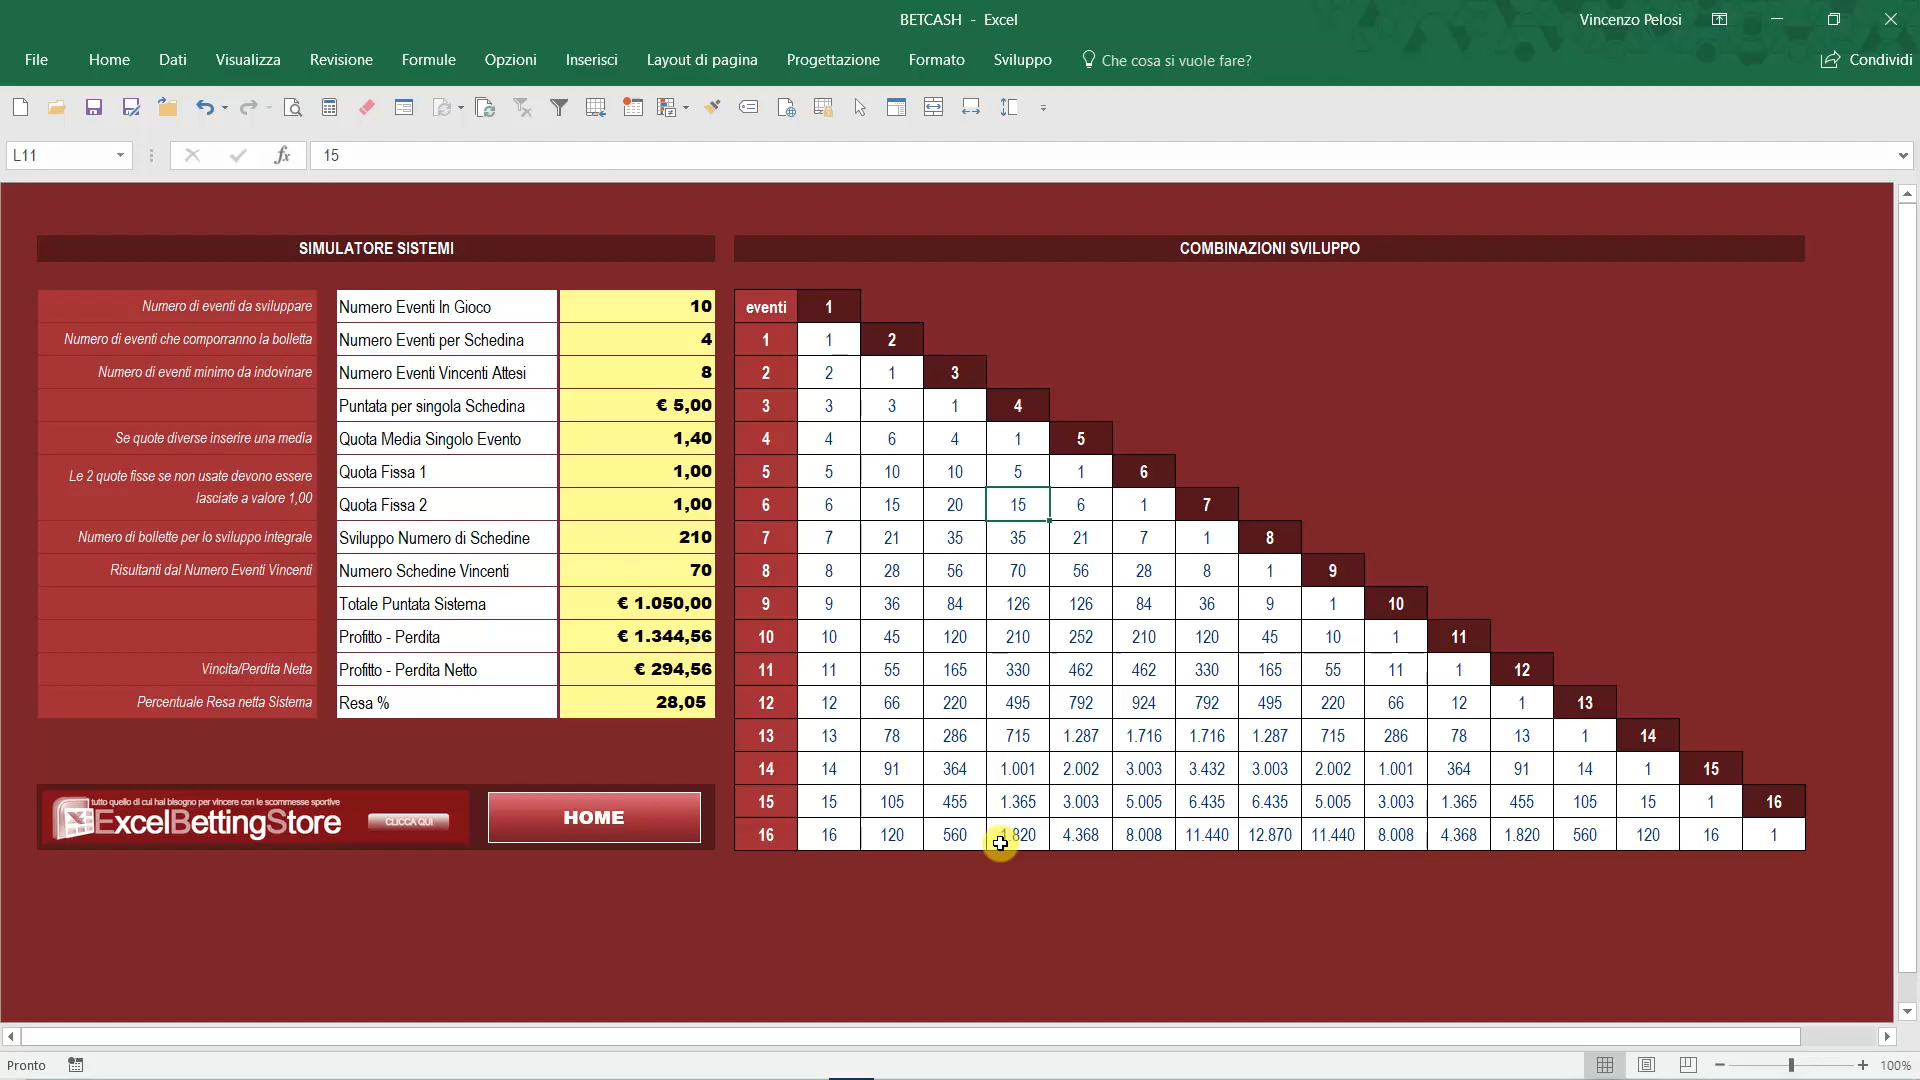 BETCASH - Excel
Vincenzo Pelosi
File Home Dati Visualizza Revisione Formule Opzioni Inserisci Layout di pagina Progettazione Formato Sviluppo Che cosa si vuole fare? Condividi
L11 fx 15
SIMULATORE SISTEMI
Numero di eventi da sviluppare Numero Eventi In Gioco 10
Numero di eventi che comporranno la bolletta Numero Eventi per Schedina 4
Numero di eventi minimo da indovinare Numero Eventi Vincenti Attesi 8
Puntata per singola Schedina € 5,00
Se quote diverse inserire una media Quota Media Singolo Evento 1,40
Le 2 quote fisse se non usate devono essere
lasciate a valore 1,00
Quota Fissa 1 1,00
Quota Fissa 2 1,00
Numero di bollette per lo sviluppo integrale Sviluppo Numero di Schedine 210
Risultanti dal Numero Eventi Vincenti Numero Schedine Vincenti 70
Totale Puntata Sistema € 1.050,00
Profitto - Perdita € 1.344,56
Vincita/Perdita Netta Profitto - Perdita Netto € 294,56
Percentuale Resa netta Sistema Resa % 28,05
tutto quello di cui hai bisogno per vincere con le scommesse sportive
ExcelBettingStore CLICCA QUI
HOME
COMBINAZIONI SVILUPPO
eventi 1
1 1 2
2 2 1 3
3 3 3 1 4
4 4 6 4 1 5
5 5 10 10 5 1 6
6 6 15 20 15 6 1 7
7 7 21 35 35 21 7 1 8
8 8 28 56 70 56 28 8 1 9
9 9 36 84 126 126 84 36 9 1 10
10 10 45 120 210 252 210 120 45 10 1 11
11 11 55 165 330 462 462 330 165 55 11 1 12
12 12 66 220 495 792 924 792 495 220 66 12 1 13
13 13 78 286 715 1.287 1.716 1.716 1.287 715 286 78 13 1 14
14 14 91 364 1.001 2.002 3.003 3.432 3.003 2.002 1.001 364 91 14 1 15
15 15 105 455 1.365 3.003 5.005 6.435 6.435 5.005 3.003 1.365 455 105 15 1 16
16 16 120 560 1.820 4.368 8.008 11.440 12.870 11.440 8.008 4.368 1.820 560 120 16 1
Pronto
100%